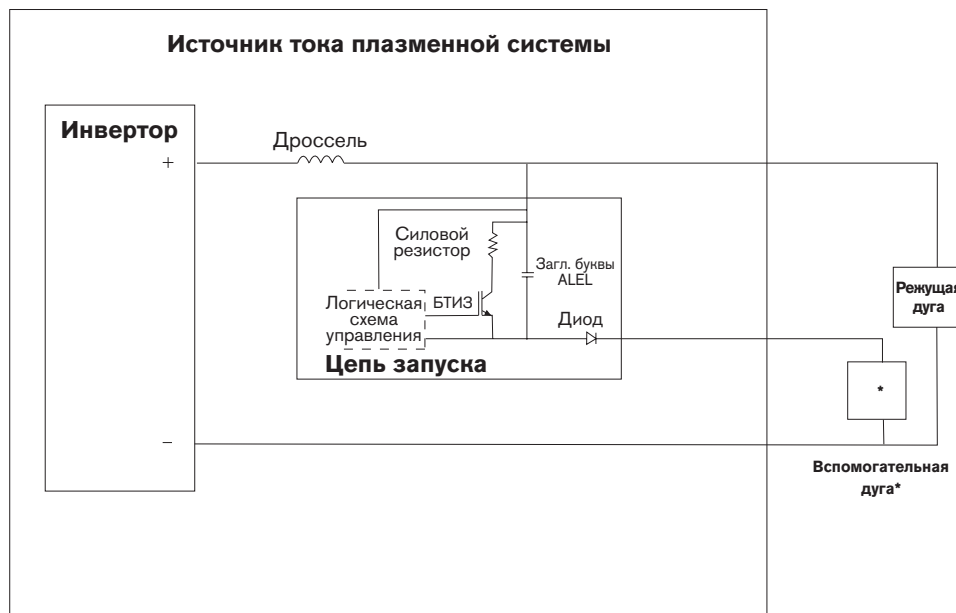 Источник тока плазменной системы
Инвертор
+
Дроссель
Силовой
резистор
Загл. буквы
ALEL
БТИЗ
Логическая
схема
управления
Диод
Цепь запуска
Режущая
дуга
*
–
Вспомогательная
дуга*